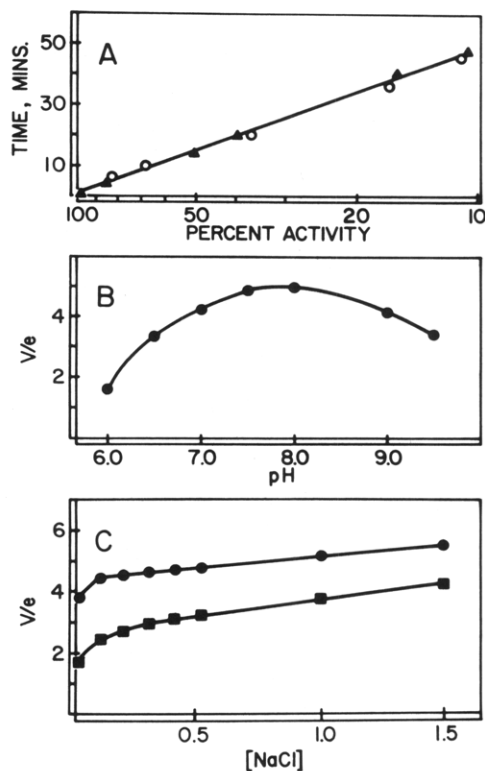 A
TIME, MINS.
50
30
10
100 50 20 10
PERCENT ACTIVITY
B
V/e
4
2
6.0 7.0 8.0 9.0
pH
C
V/e
6
4
2
0.5 1.0 1.5
[NaCl]